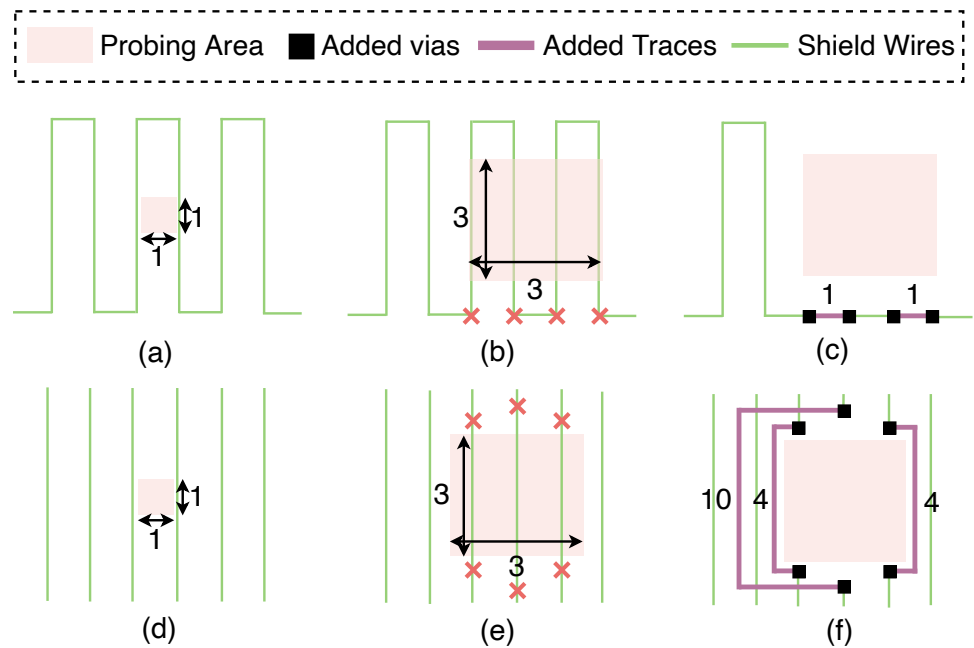 Probing Area Added vias Added Traces Shield Wires
1
1
(a)
3
3
(b)
1 1
(c)
1
1
(d)
3
3
(e)
10 4 4
(f)